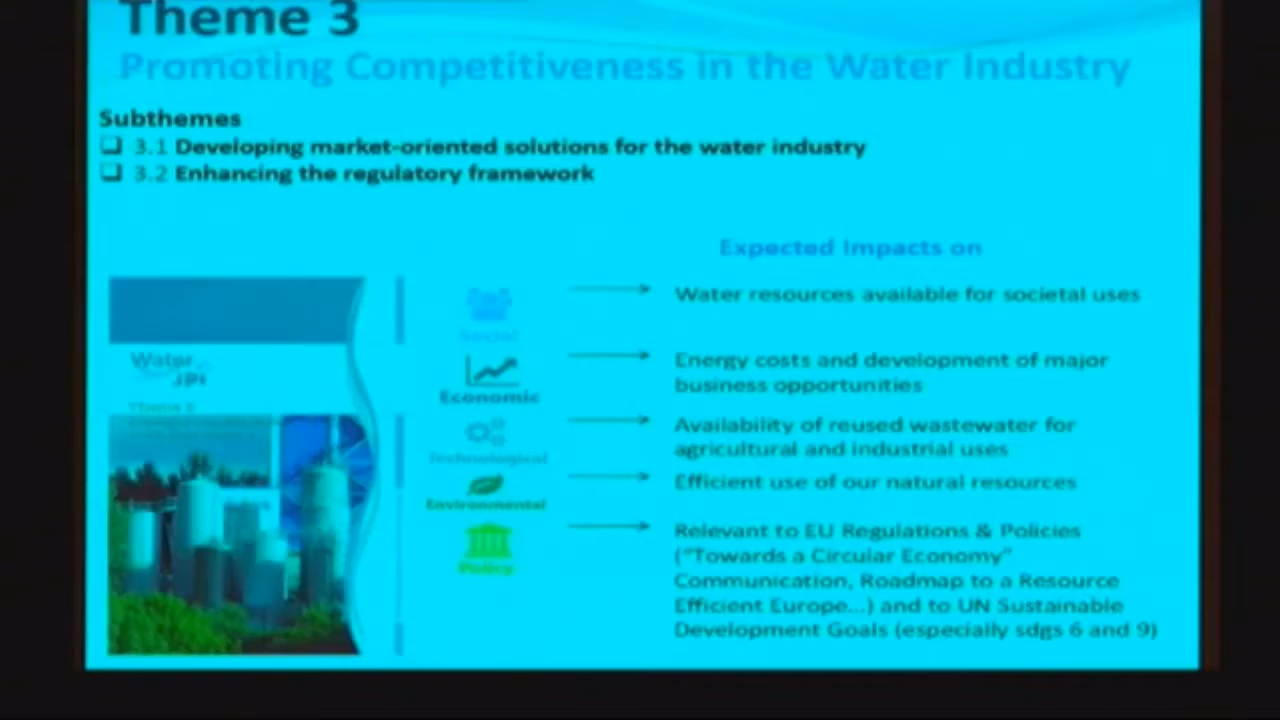 Theme 3
Promoting Competitiveness in the Water Industry
Subthemes
❑ 3.1 Developing market-oriented solutions for the water industry
❑ 3.2 Enhancing the regulatory framework
Expected Impacts on
Social
Water resources available for societal uses
Water
JPI
Economic
Energy costs and development of major
business opportunities
Technological
Availability of reused wastewater for
agricultural and industrial uses
Environmental
Efficient use of our natural resources
Policy
Relevant to EU Regulations & Policies
("Towards a Circular Economy"
Communication, Roadmap to a Resource
Efficient Europe...) and to UN Sustainable
Development Goals (especially sdgs 6 and 9)